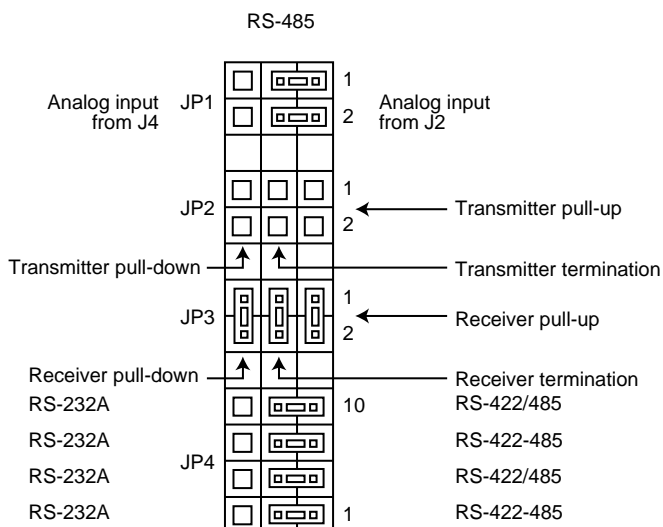 RS-485
1
Analog input
from J4
JP1
2
Analog input
from J2
1
JP2
2
Transmitter pull-up
Transmitter pull-down
Transmitter termination
1
JP3
2
Receiver pull-up
Receiver pull-down
Receiver termination
RS-232A
10
RS-422/485
RS-232A
RS-422-485
JP4
RS-232A
RS-422/485
RS-232A
1
RS-422-485